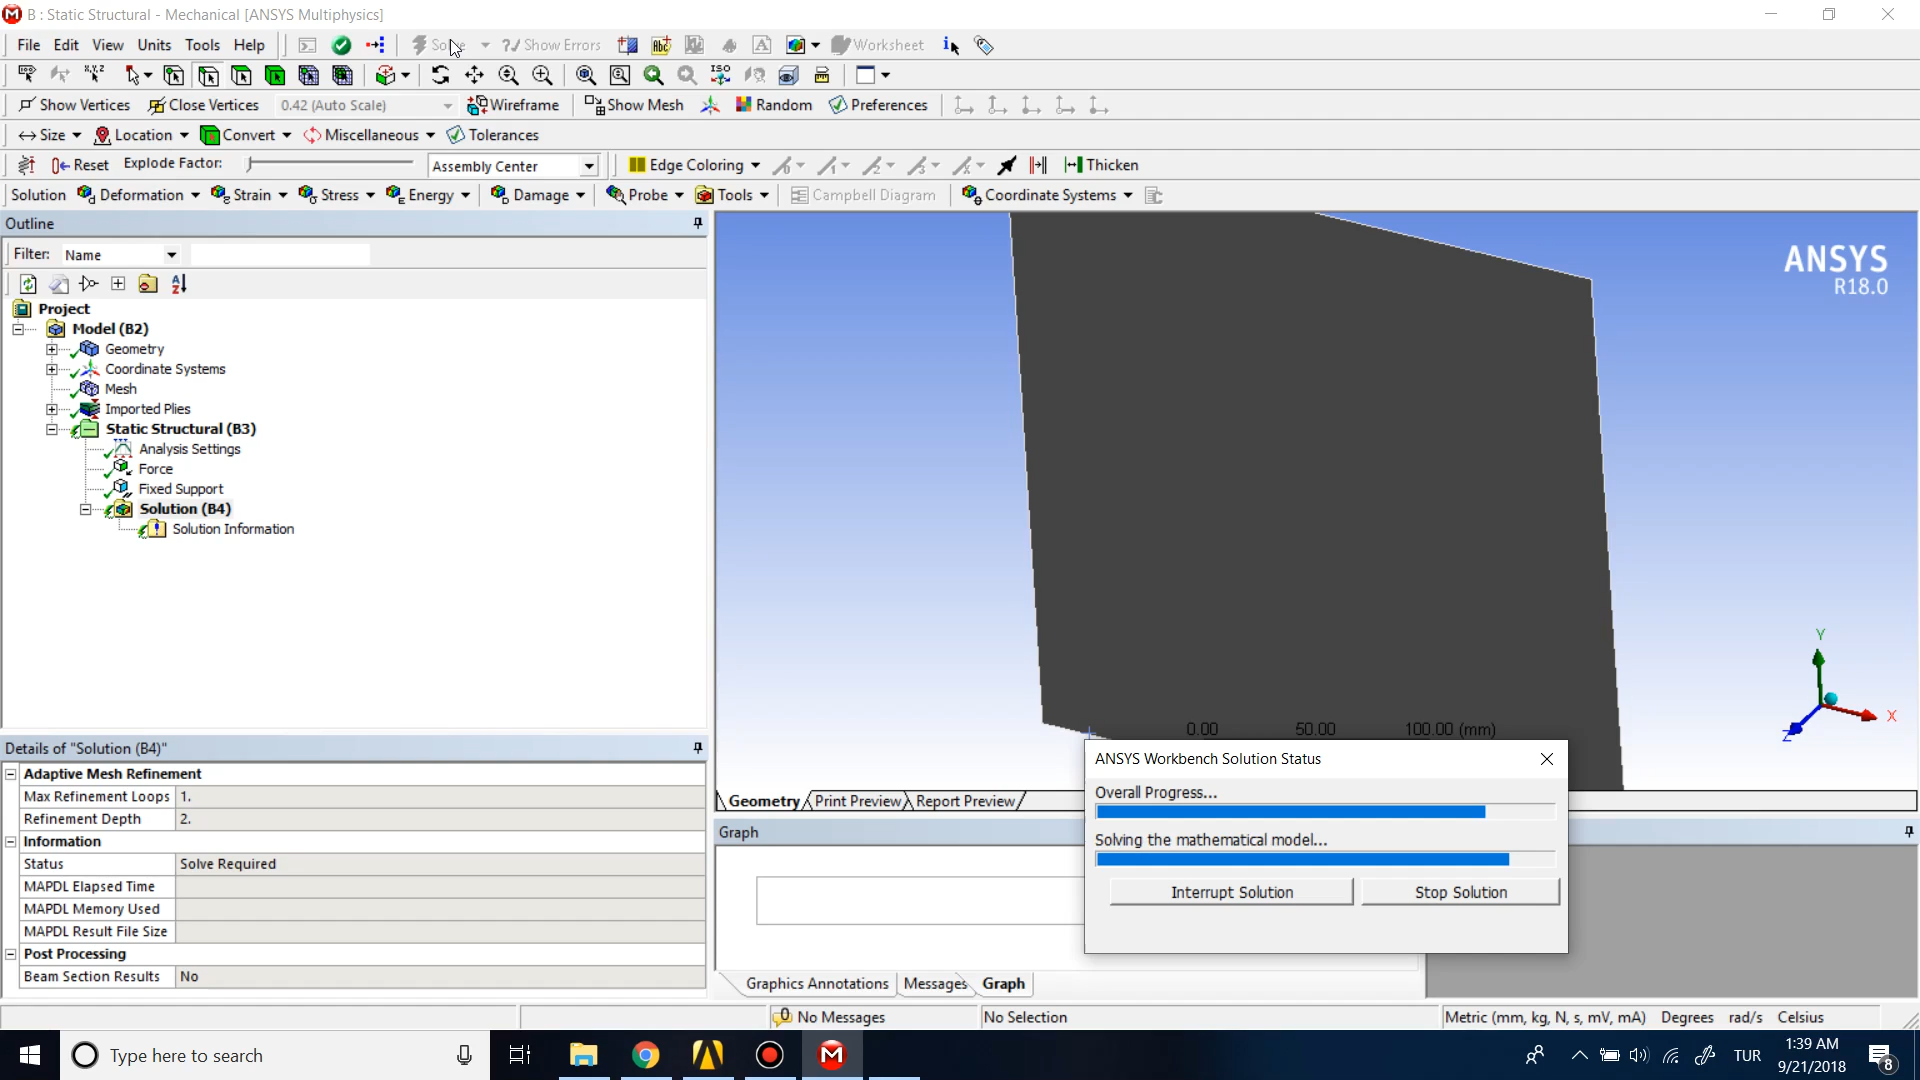 B : Static Structural - Mechanical [ANSYS Multiphysics]
File Edit View Units Tools Help Show Errors Worksheet
Show Vertices Close Vertices 0.42 (Auto Scale) Wireframe Show Mesh Random Preferences
Size Location Convert Miscellaneous Tolerances
Reset Explode Factor: Assembly Center Edge Coloring Thicken
Solution Deformation Strain Stress Energy Damage Probe Tools Campbell Diagram Coordinate Systems
Outline
Filter: Name
Project
Model (B2)
Geometry
Coordinate Systems
Mesh
Imported Plies
Static Structural (B3)
Analysis Settings
Force
Fixed Support
Solution (B4)
Solution Information
Details of "Solution (B4)"
Adaptive Mesh Refinement
Max Refinement Loops 1.
Refinement Depth 2.
Information
Status Solve Required
MAPDL Elapsed Time
MAPDL Memory Used
MAPDL Result File Size
Post Processing
Beam Section Results No
ANSYS
R18.0
Y
X
Z
0.00 50.00 100.00 (mm)
Geometry Print Preview Report Preview
Graph
ANSYS Workbench Solution Status
Overall Progress...
Solving the mathematical model...
Interrupt Solution Stop Solution
Graphics Annotations Messages Graph
No Messages No Selection Metric (mm, kg, N, s, mV, mA) Degrees rad/s Celsius
Type here to search
TUR
1:39 AM
9/21/2018
8